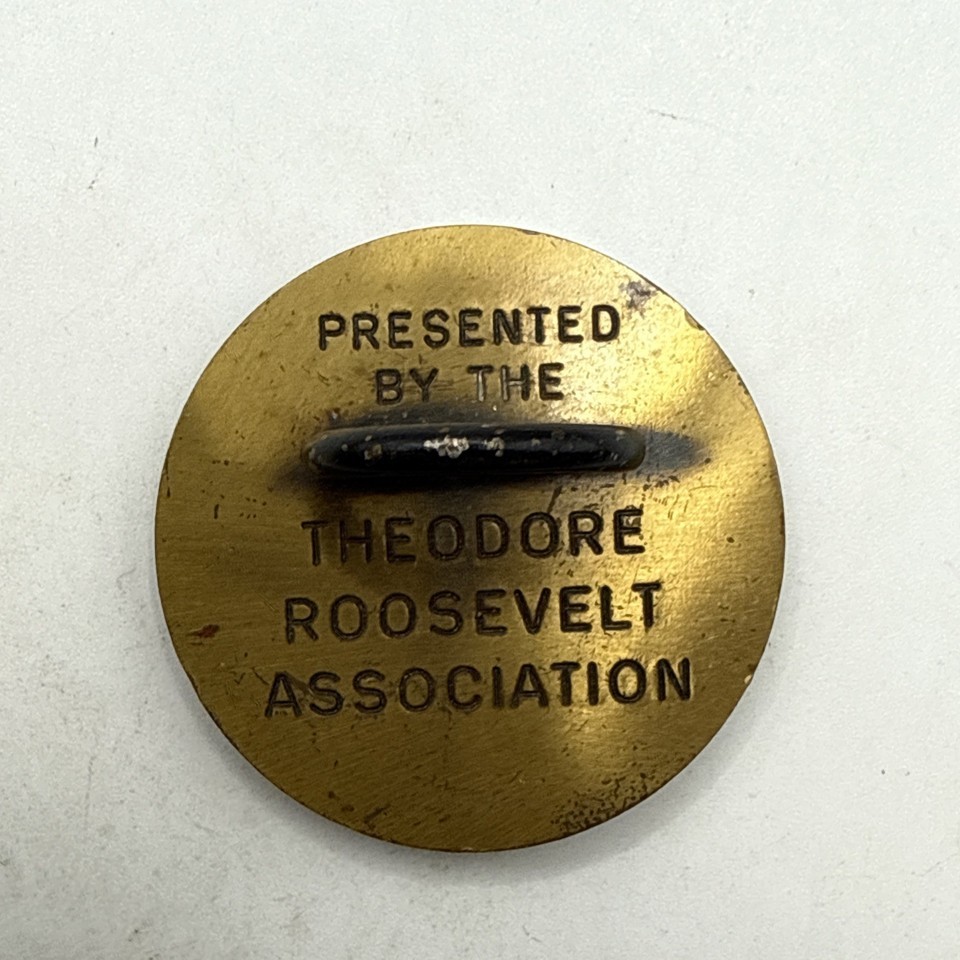 PRESENTED
BY THE
THEODORE
ROOSEVELT
ASSOCIATION